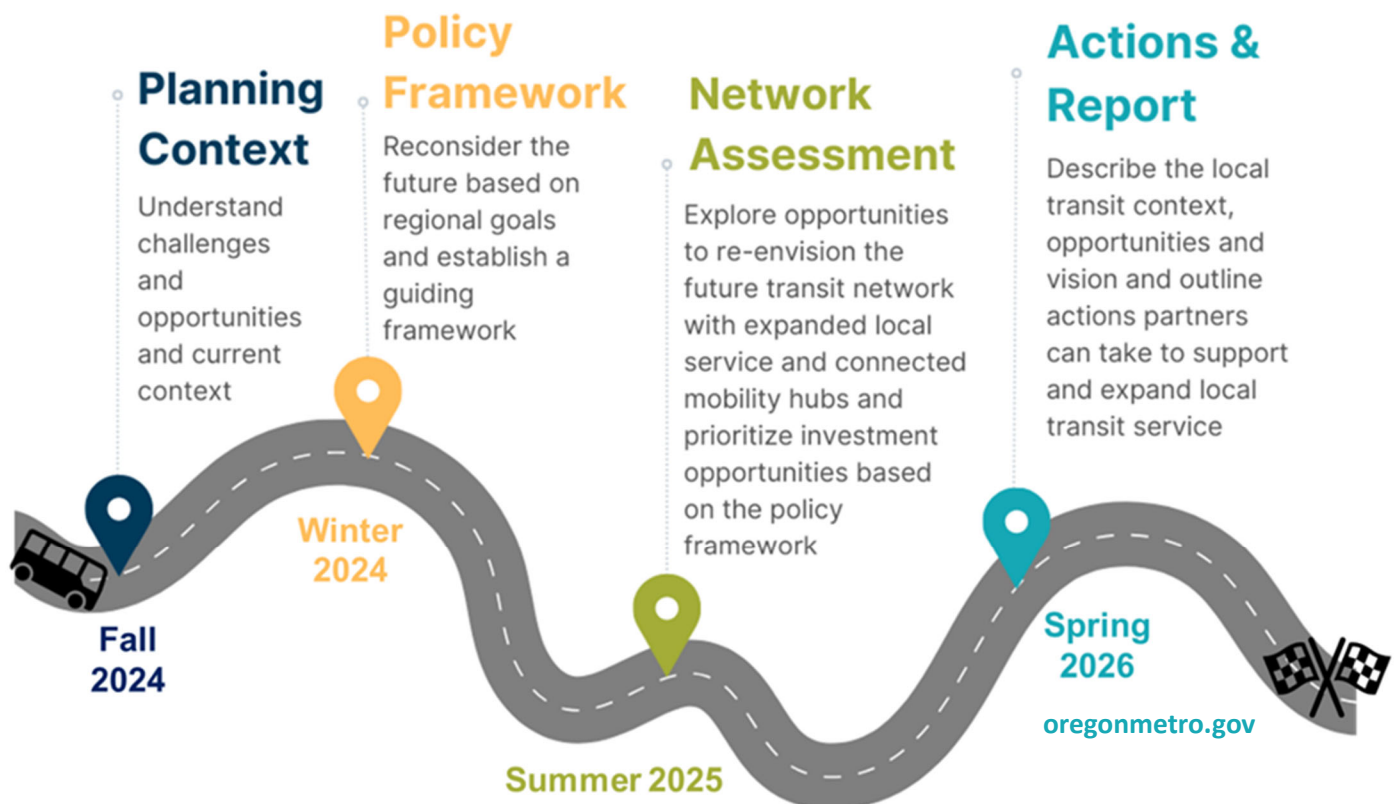 Planning
Context
Understand
challenges
and
opportunities
and current
context
Fall
2024
Policy
Framework
Reconsider the
future based on
regional goals
and establish a
guiding
framework
Winter
2024
Network
Assessment
Explore opportunities
to re-envision the
future transit network
with expanded local
service and connected
mobility hubs and
prioritize investment
opportunities based
on the policy
framework
Summer 2025
Actions &
Report
Describe the local
transit context,
opportunities and
vision and outline
actions partners
can take to support
and expand local
transit service
Spring
2026
oregonmetro.gov